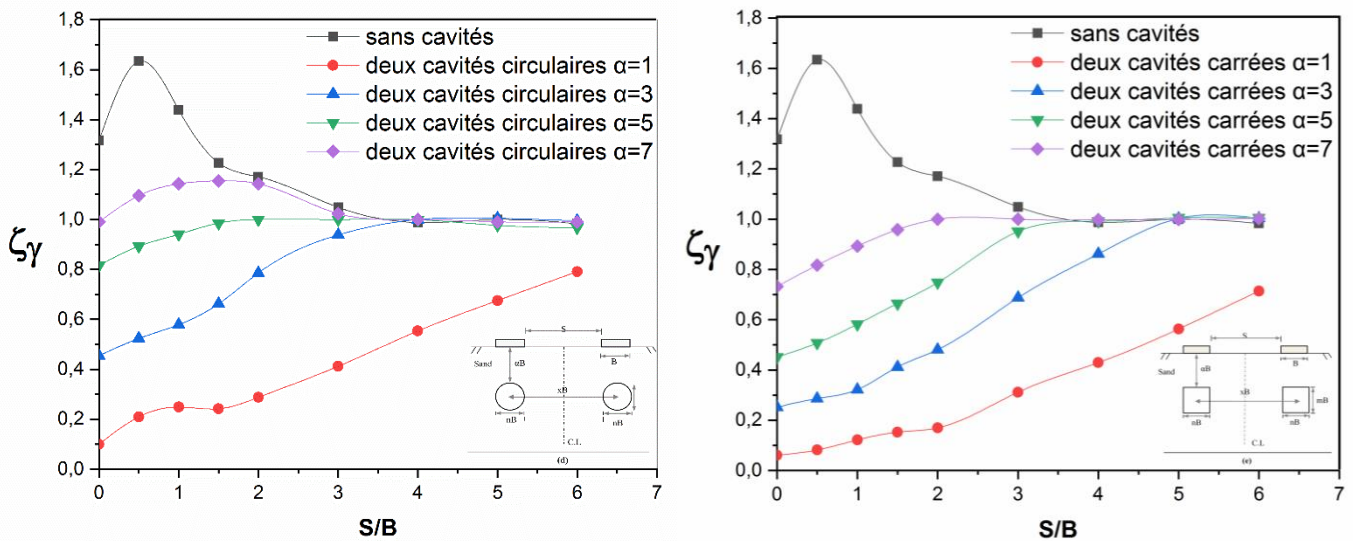 1,8
1,6
1,4
1,2
1,0
0,8
0,6
0,4
0,2
0,0
ζγ
sans cavités
deux cavités circulaires α=1
deux cavités circulaires α=3
deux cavités circulaires α=5
deux cavités circulaires α=7
S
B
Sand
αB
xB
nB
nB
C.L
(d)
0 1 2 3 4 5 6 7
S/B
1,8
1,6
1,4
1,2
1,0
0,8
0,6
0,4
0,2
0,0
ζγ
sans cavités
deux cavités carrées α=1
deux cavités carrées α=3
deux cavités carrées α=5
deux cavités carrées α=7
S
B
Sand
αB
xB
mB
nB
nB
C.L
(e)
0 1 2 3 4 5 6 7
S/B